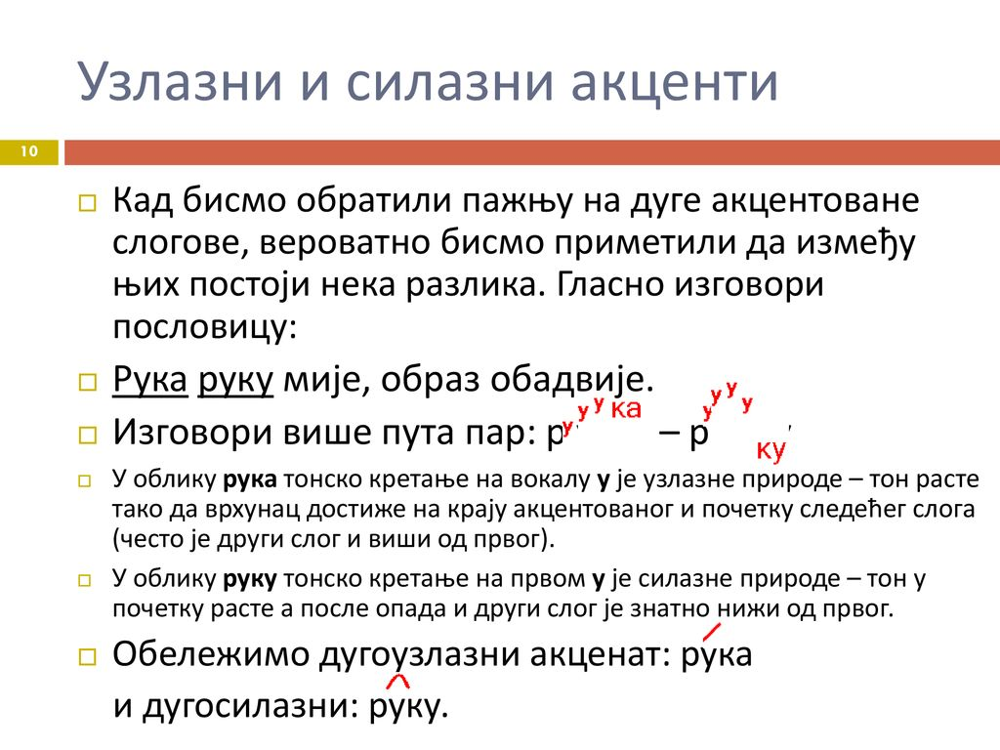 Узлазни и силазни акценти
10
Кад бисмо обратили пажњу на дуге акцентоване
слогове, вероватно бисмо приметили да између
њих постоји нека разлика. Гласно изговори
пословицу:
Рука руку мије, образ обадвије.
Изговори више пута пар: рууука – руууууку
У облику рука тонско кретање на вокалу у је узлазне природе – тон расте
тако да врхунац достиже на крају акцентованог и почетку следећег слога
(често је други слог и виши од првог).
У облику руку тонско кретање на првом у је силазне природе – тон у
почетку расте а после опада и други слог је знатно нижи од првог.
Обележимо дугоузлазни акценат: ру́ка
и дугосилазни: ру̑ку.